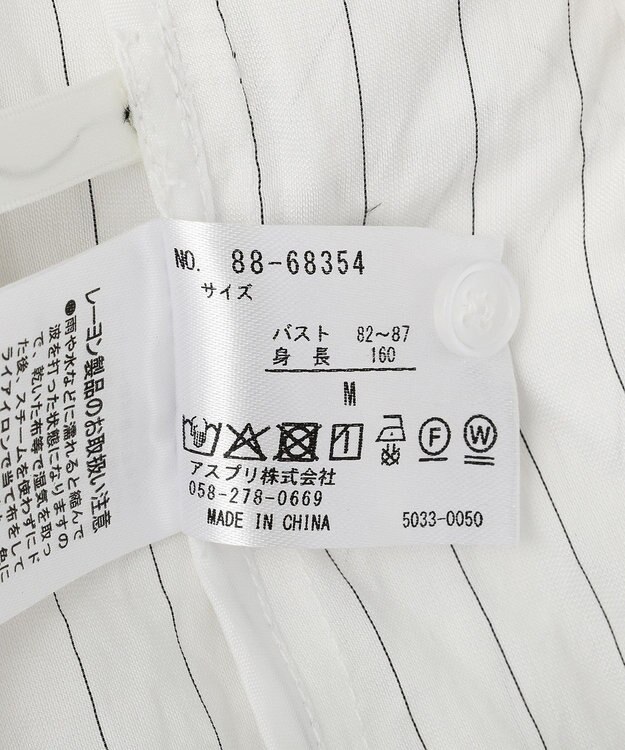 NO. 88-68354
サイズ
バスト 82～87
身長 160
M
F W
アスプリ株式会社
058-278-0669
MADE IN CHINA 5033-0050
レーヨン製品のお取扱い注意
●雨や水などに濡れると縮んで
波を打った状態になりますの
で、乾いた布等で湿気を取っ
た後、スチームを使わずにド
ライアイロンで当て布をして